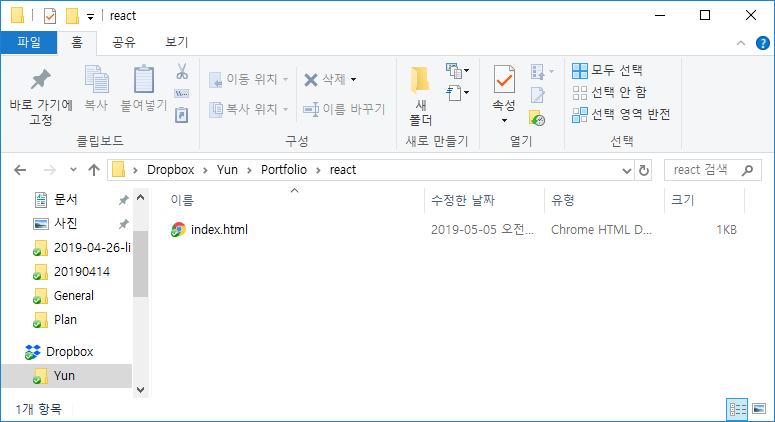 react
파일 홈 공유 보기
바로 가기에 고정
복사
붙여넣기
클립보드
이동 위치
복사 위치
삭제
이름 바꾸기
구성
새 폴더
새로 만들기
속성
열기
모두 선택
선택 안 함
선택 영역 반전
선택
Dropbox > Yun > Portfolio > react
react 검색
문서
사진
2019-04-26-li
20190414
General
Plan
Dropbox
Yun
이름 수정한 날짜 유형 크기
index.html 2019-05-05 오전... Chrome HTML D... 1KB
1개 항목